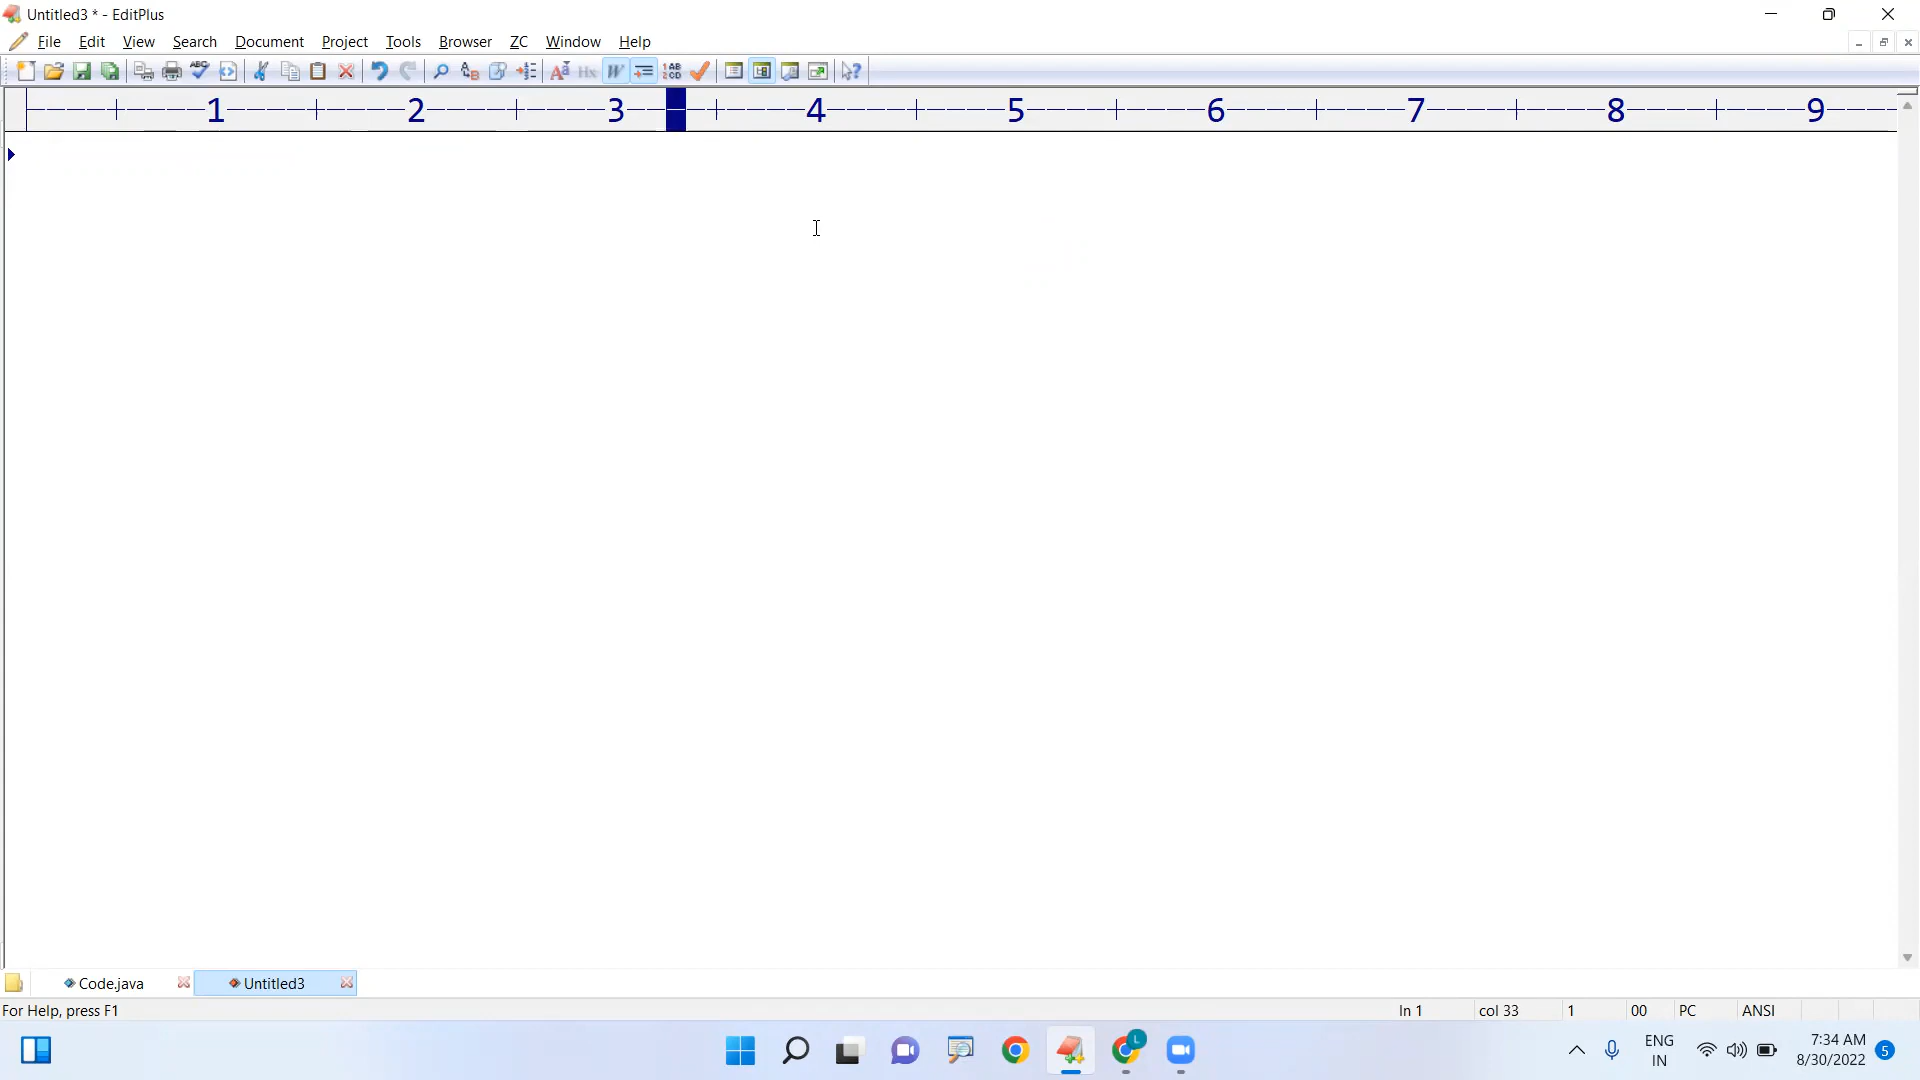 Untitled3 * - EditPlus
File Edit View Search Document Project Tools Browser ZC Window Help
1 2 3 4 5 6 7 8 9
Code.java Untitled3
For Help, press F1 ln 1 col 33 1 00 PC ANSI
L
ENG 7:34 AM
IN 8/30/2022 5